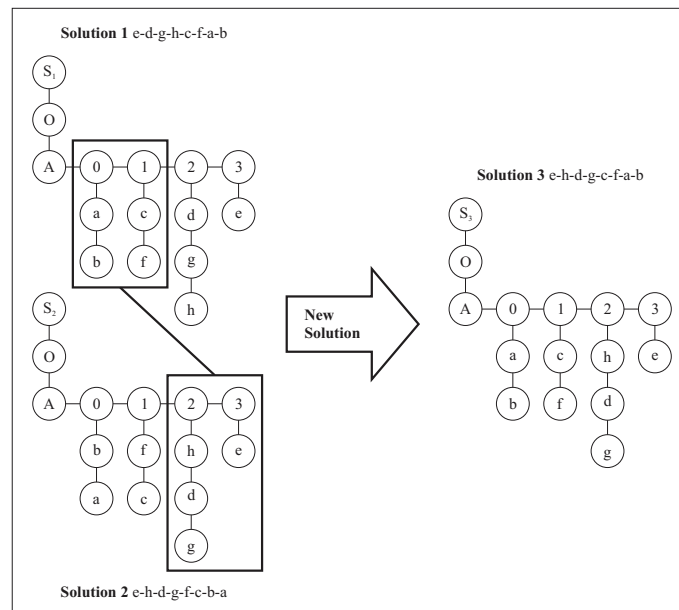 Solution 1 e-d-g-h-c-f-a-b
S1
O
A 0 1 2 3
a c d e
b f g
h
S2
O
A 0 1 2 3
b f h e
a c d
g
Solution 2 e-h-d-g-f-c-b-a
New
Solution
Solution 3 e-h-d-g-c-f-a-b
S3
O
A 0 1 2 3
a c h e
b f d
g